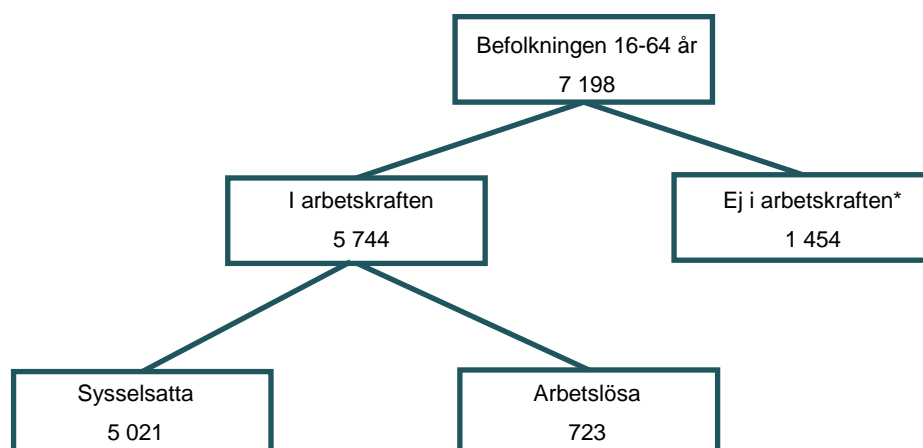 Befolkningen 16-64 år
7 198
I arbetskraften
5 744
Ej i arbetskraften*
1 454
Sysselsatta
5 021
Arbetslösa
723